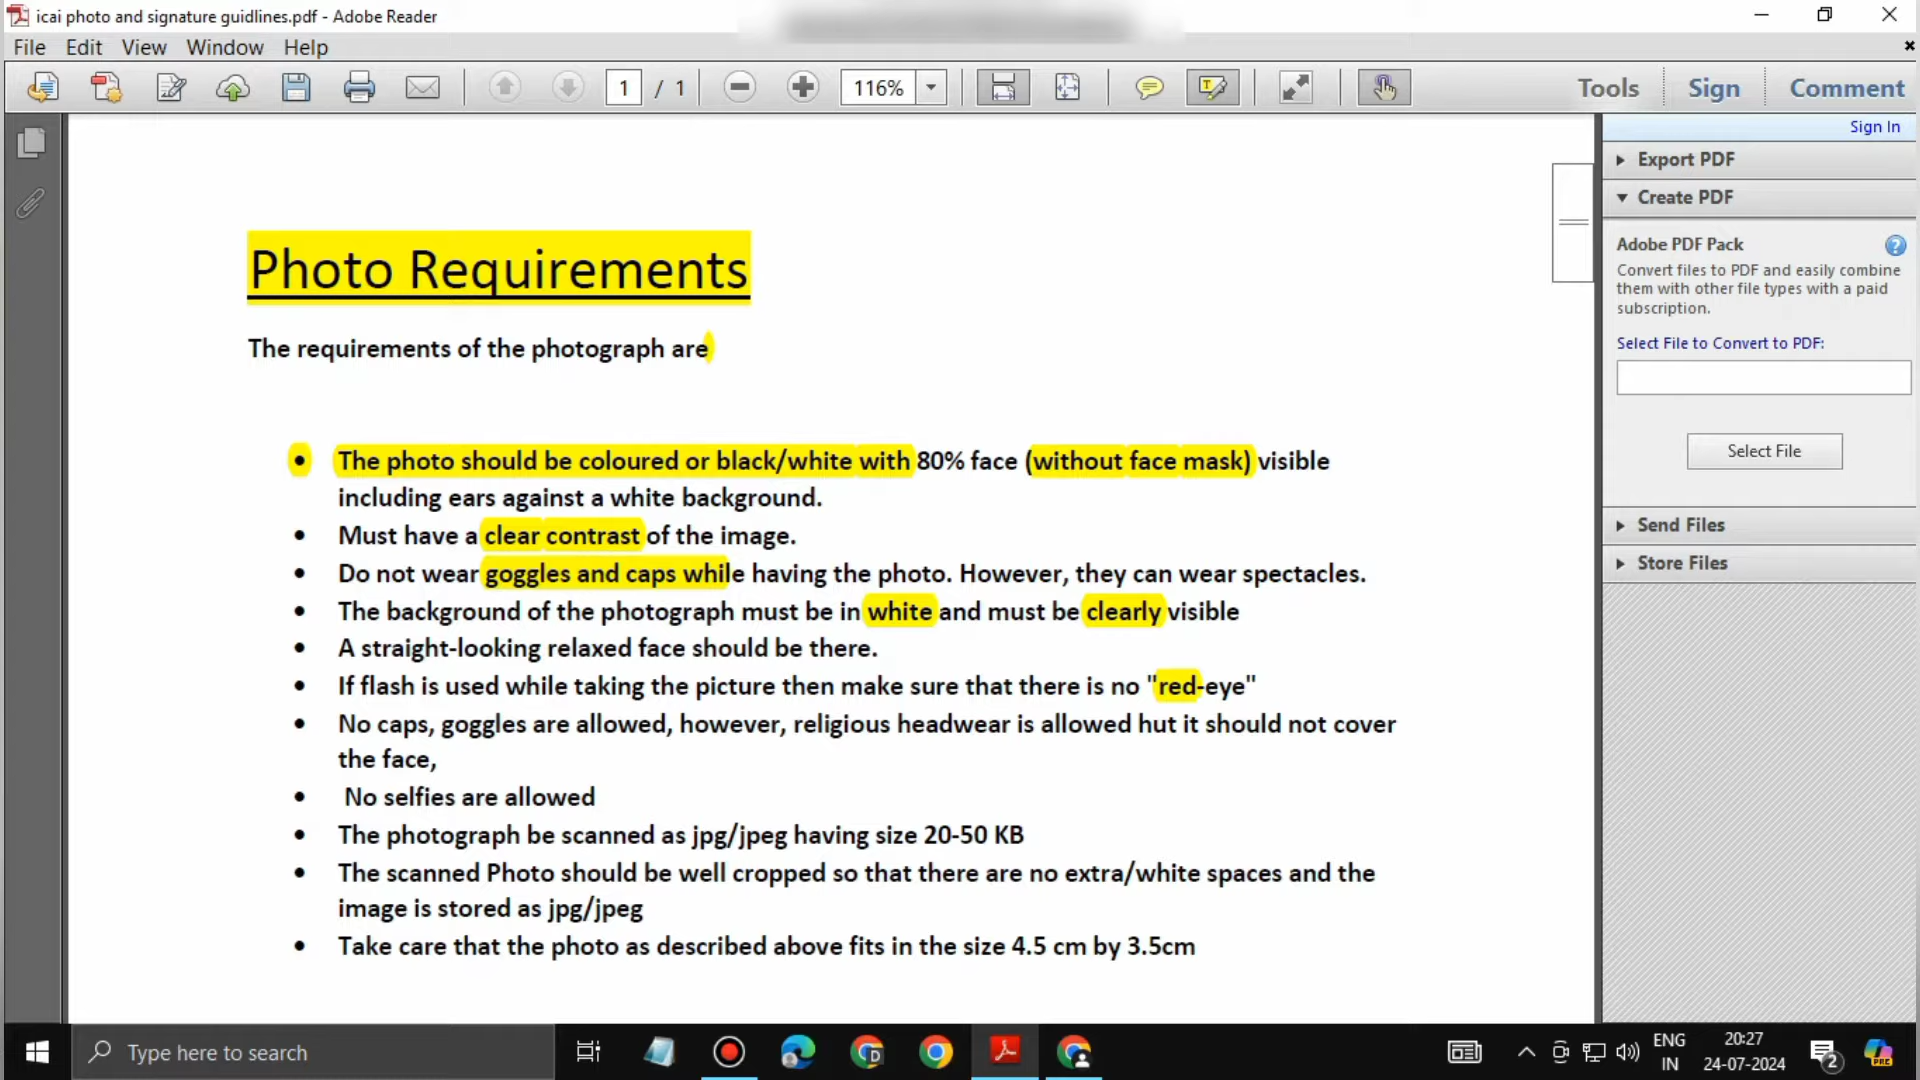 icai photo and signature guidlines.pdf - Adobe Reader
File Edit View Window Help
1 / 1 116% Tools Sign Comment
Sign In
Export PDF
Create PDF
Adobe PDF Pack
Convert files to PDF and easily combine
them with other file types with a paid
subscription.
Select File to Convert to PDF:
Select File
Send Files
Store Files
Photo Requirements
The requirements of the photograph are
• The photo should be coloured or black/white with 80% face (without face mask) visible
including ears against a white background.
• Must have a clear contrast of the image.
• Do not wear goggles and caps while having the photo. However, they can wear spectacles.
• The background of the photograph must be in white and must be clearly visible
• A straight-looking relaxed face should be there.
• If flash is used while taking the picture then make sure that there is no "red-eye"
• No caps, goggles are allowed, however, religious headwear is allowed hut it should not cover
the face,
• No selfies are allowed
• The photograph be scanned as jpg/jpeg having size 20-50 KB
• The scanned Photo should be well cropped so that there are no extra/white spaces and the
image is stored as jpg/jpeg
• Take care that the photo as described above fits in the size 4.5 cm by 3.5cm
Type here to search
D
ENG
IN
20:27
24-07-2024
2
PRE